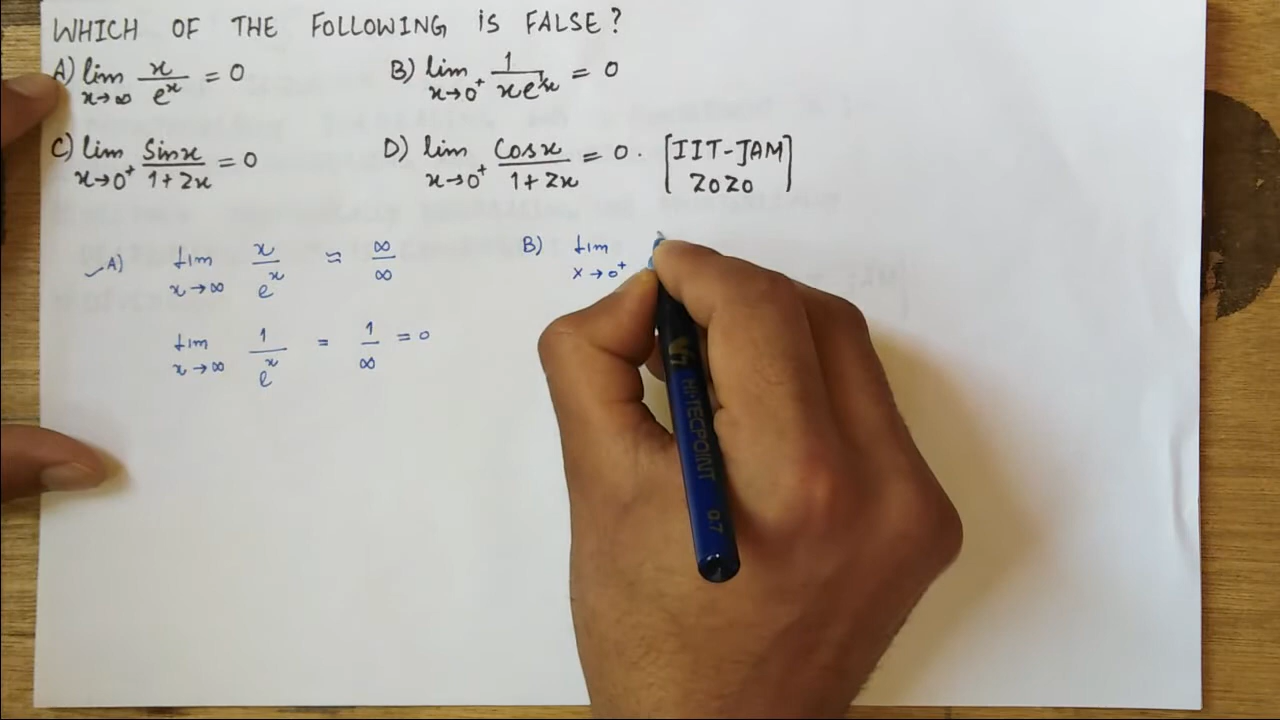 WHICH OF THE FOLLOWING IS FALSE?
A) lim x→∞ x/e^x = 0 B) lim x→0⁺ 1/xe^1/x = 0
C) lim x→0⁺ Sinx/1+2x = 0 D) lim x→0⁺ Cosx/1+2x = 0. [IIT-JAM 2020]
✓A) lim x→∞ x/e^x ≈ ∞/∞ B) lim x→0⁺
lim x→∞ 1/e^x = 1/∞ = 0
HI-TECPOINT 0.7